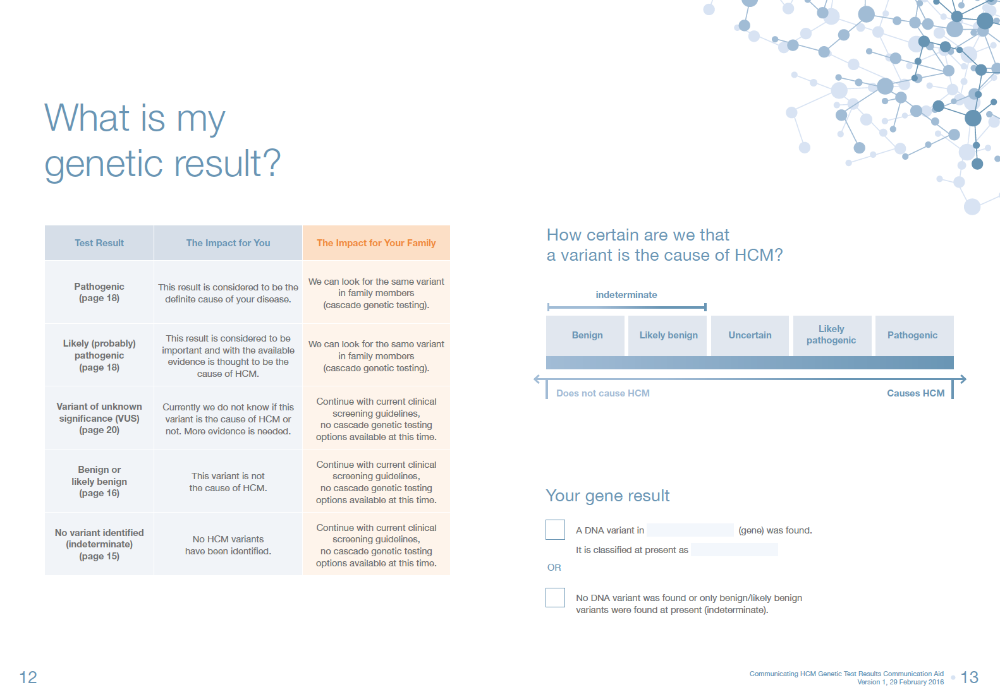 What is my
genetic result?
Test Result
The Impact for You
The Impact for Your Family
Pathogenic
(page 18)
This result is considered to be the
definite cause of your disease.
We can look for the same variant
in family members
(cascade genetic testing).
Likely (probably)
pathogenic
(page 18)
This result is considered to be
important and with the available
evidence is thought to be the
cause of HCM.
We can look for the same variant
in family members
(cascade genetic testing).
Variant of unknown
significance (VUS)
(page 20)
Currently we do not know if this
variant is the cause of HCM or
not. More evidence is needed.
Continue with current clinical
screening guidelines,
no cascade genetic testing
options available at this time.
Benign or
likely benign
(page 16)
This variant is not
the cause of HCM.
Continue with current clinical
screening guidelines,
no cascade genetic testing
options available at this time.
No variant identified
(indeterminate)
(page 15)
No HCM variants
have been identified.
Continue with current clinical
screening guidelines,
no cascade genetic testing
options available at this time.
12
How certain are we that
a variant is the cause of HCM?
indeterminate
Benign
Likely benign
Uncertain
Likely
pathogenic
Pathogenic
Does not cause HCM
Causes HCM
Your gene result
A DNA variant in (gene) was found.
It is classified at present as
OR
No DNA variant was found or only benign/likely benign
variants were found at present (indeterminate).
Communicating HCM Genetic Test Results Communication Aid
Version 1, 29 February 2016
13